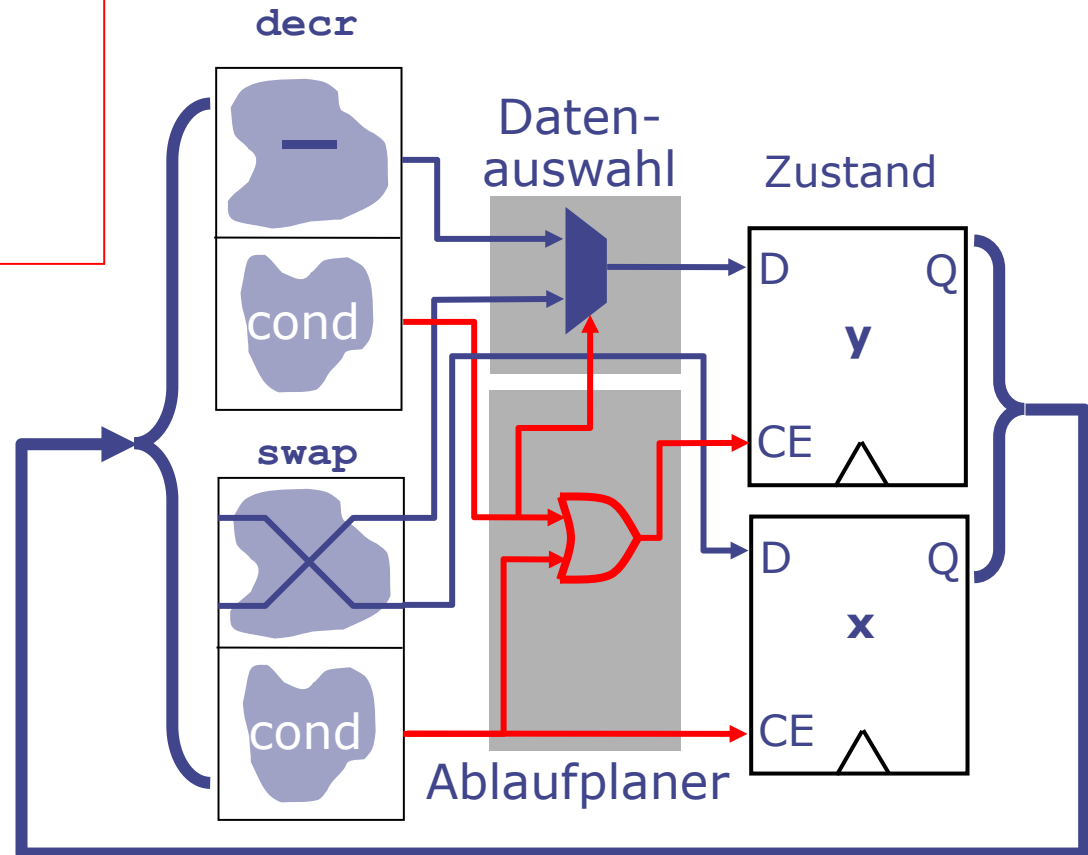 decr
Daten-
auswahl
Zustand
cond
D
Q
y
CE
swap
D
Q
x
cond
CE
Ablaufplaner